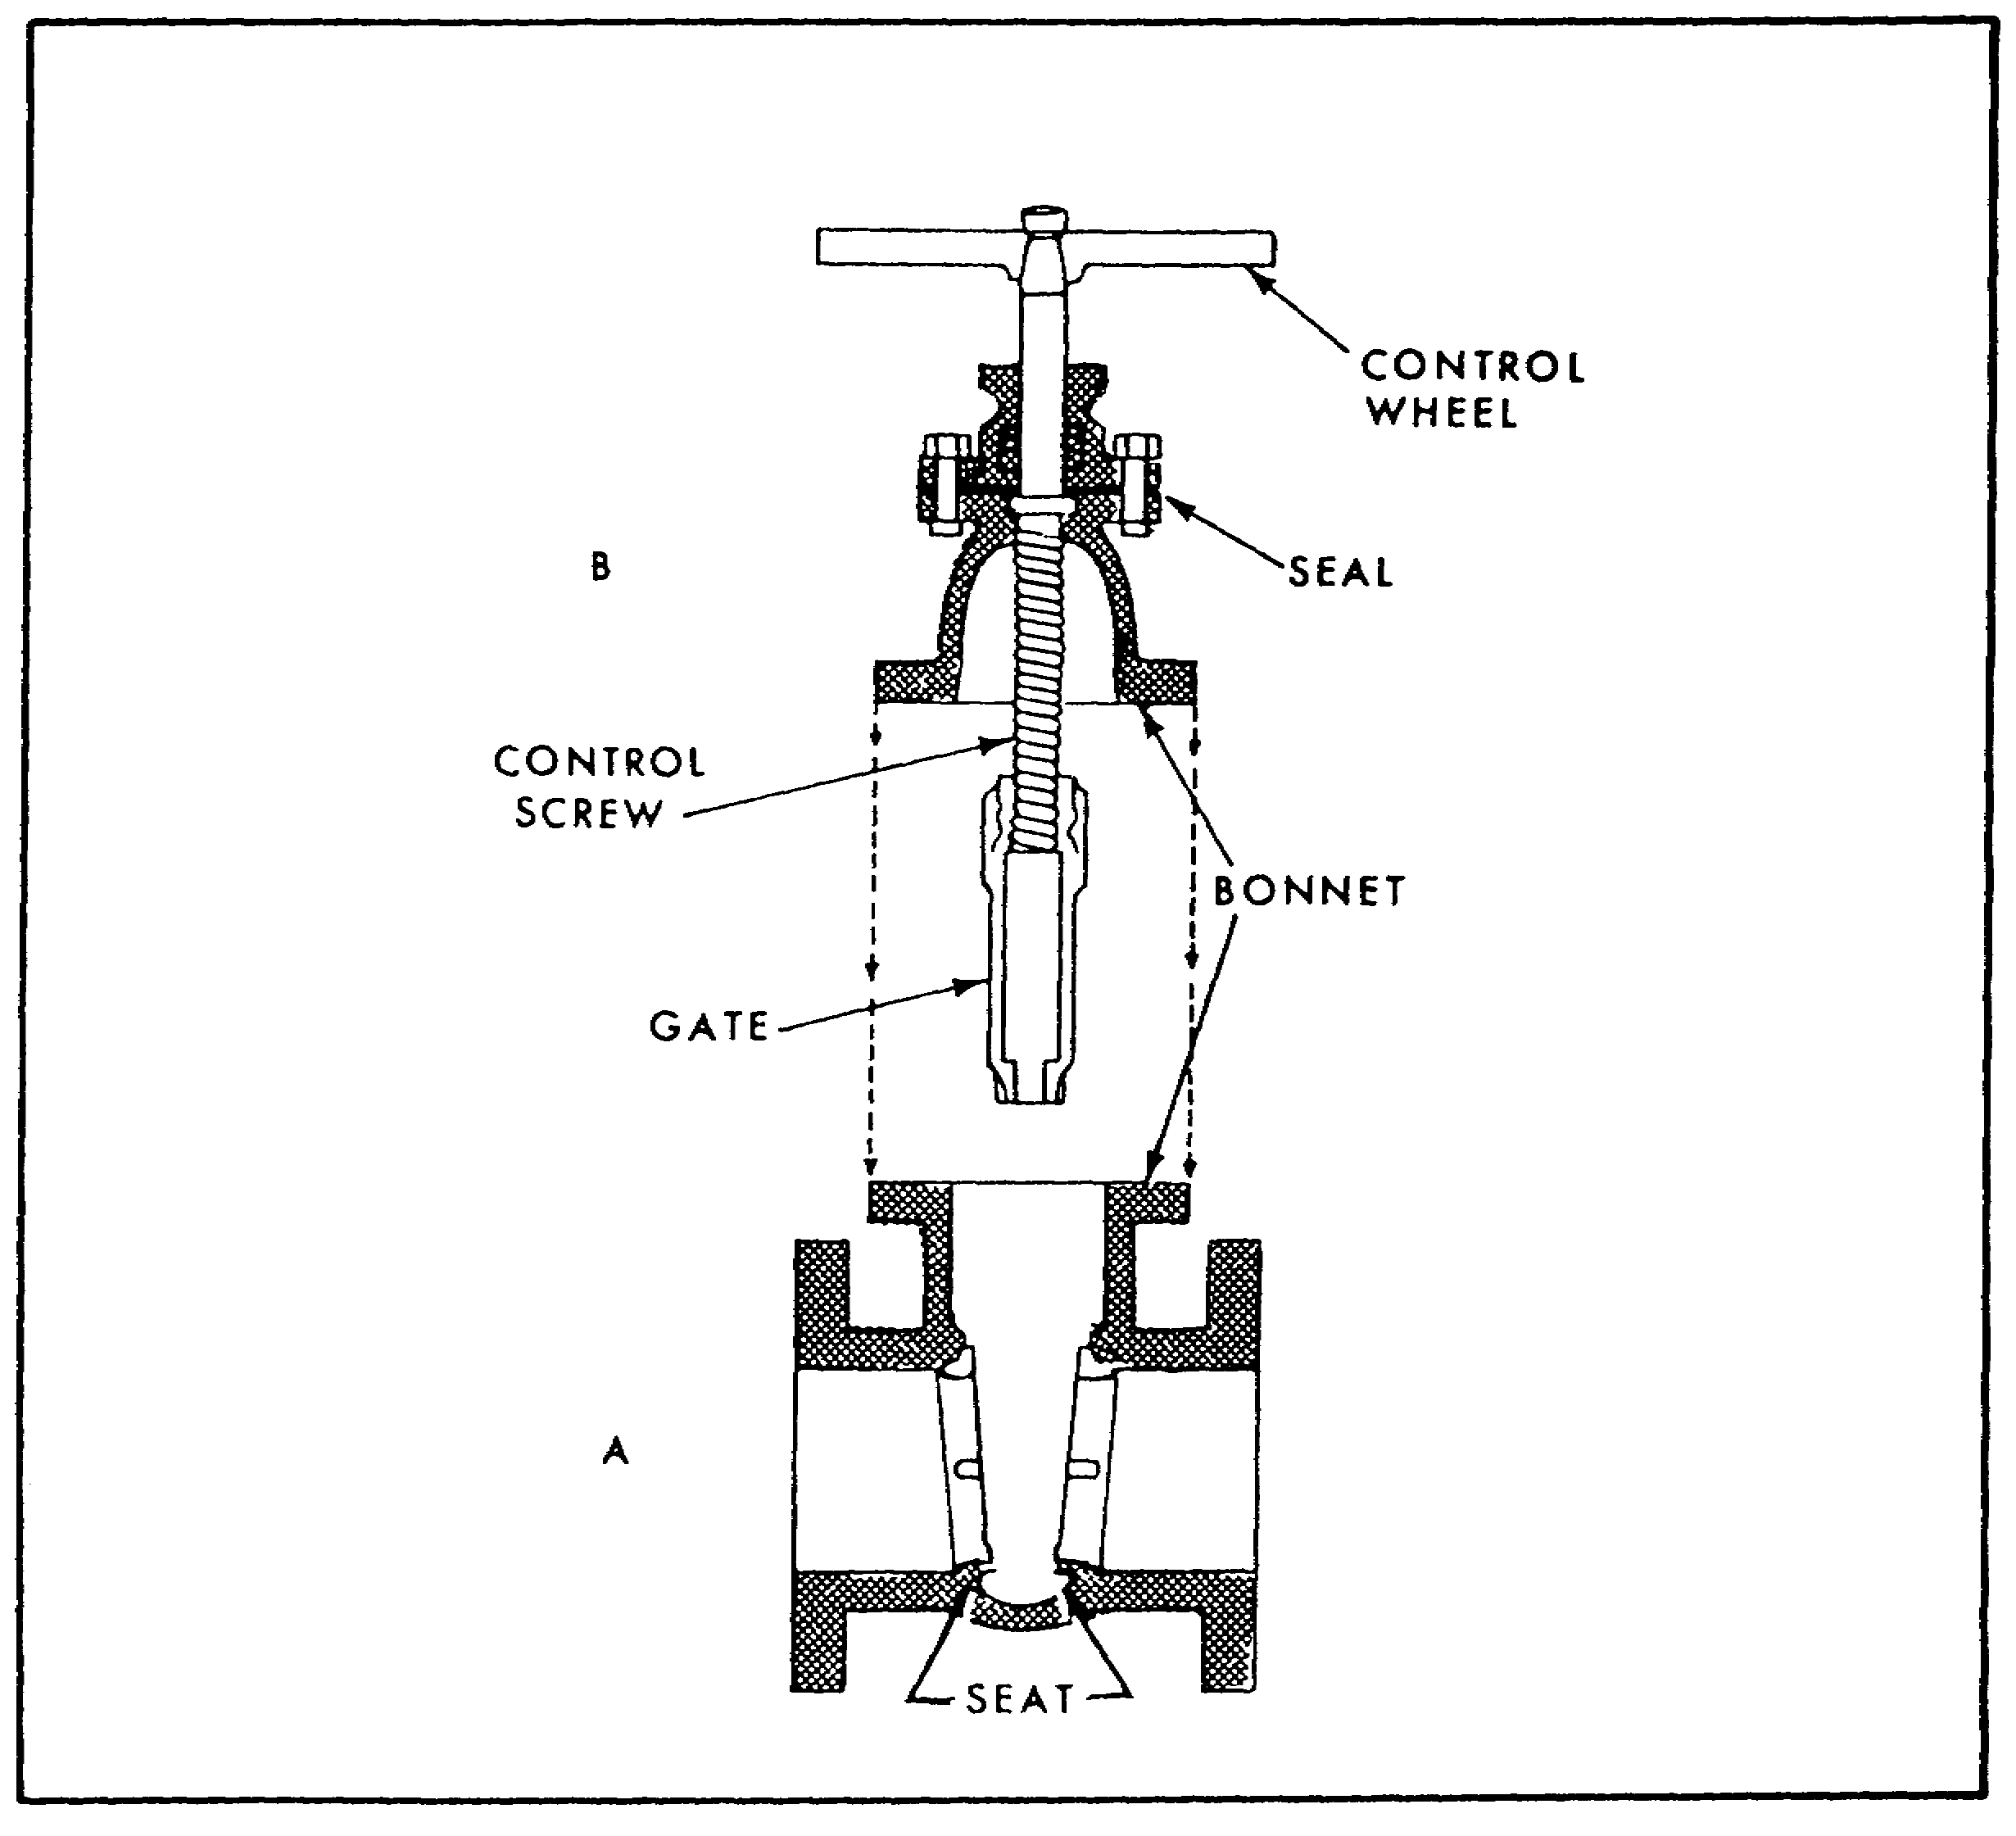 CONTROL
WHEEL
B
SEAL
CONTROL
SCREW
BONNET
GATE
A
SEAT